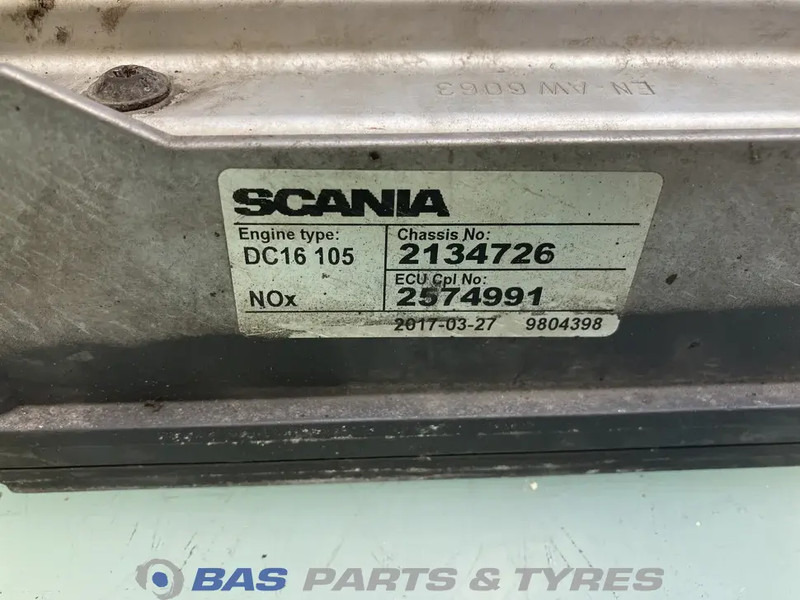 EN-AW 6063
SCANIA
Engine type:
DC16 105
NOx
Chassis No:
2134726
ECU Cpl No:
2574991
2017-03-27 9804398
BAS PARTS & TYRES